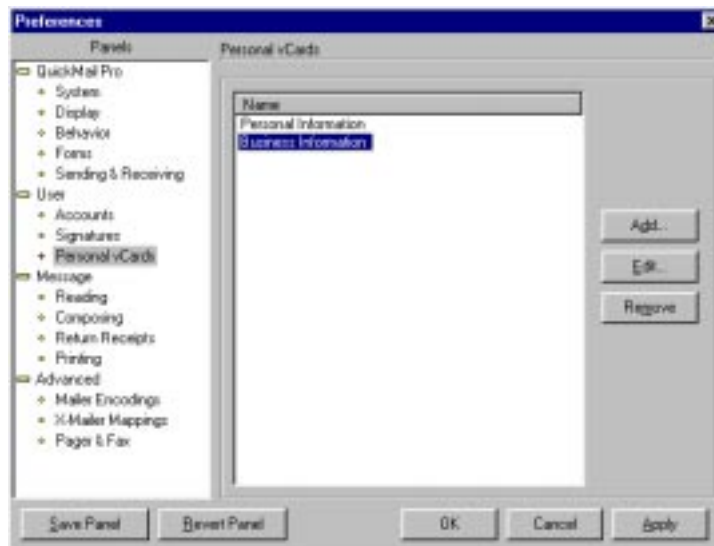 Preferences
Panels
QuickMail Pro
System
Display
Behavior
Forms
Sending & Receiving
User
Accounts
Signatures
Personal vCards
Message
Reading
Composing
Return Receipts
Printing
Advanced
Mailer Encodings
X-Mailer Mappings
Pager & Fax
Personal vCards
Name
Personal Information
Business Information
Add...
Edit...
Remove
Save Panel
Revert Panel
OK
Cancel
Apply